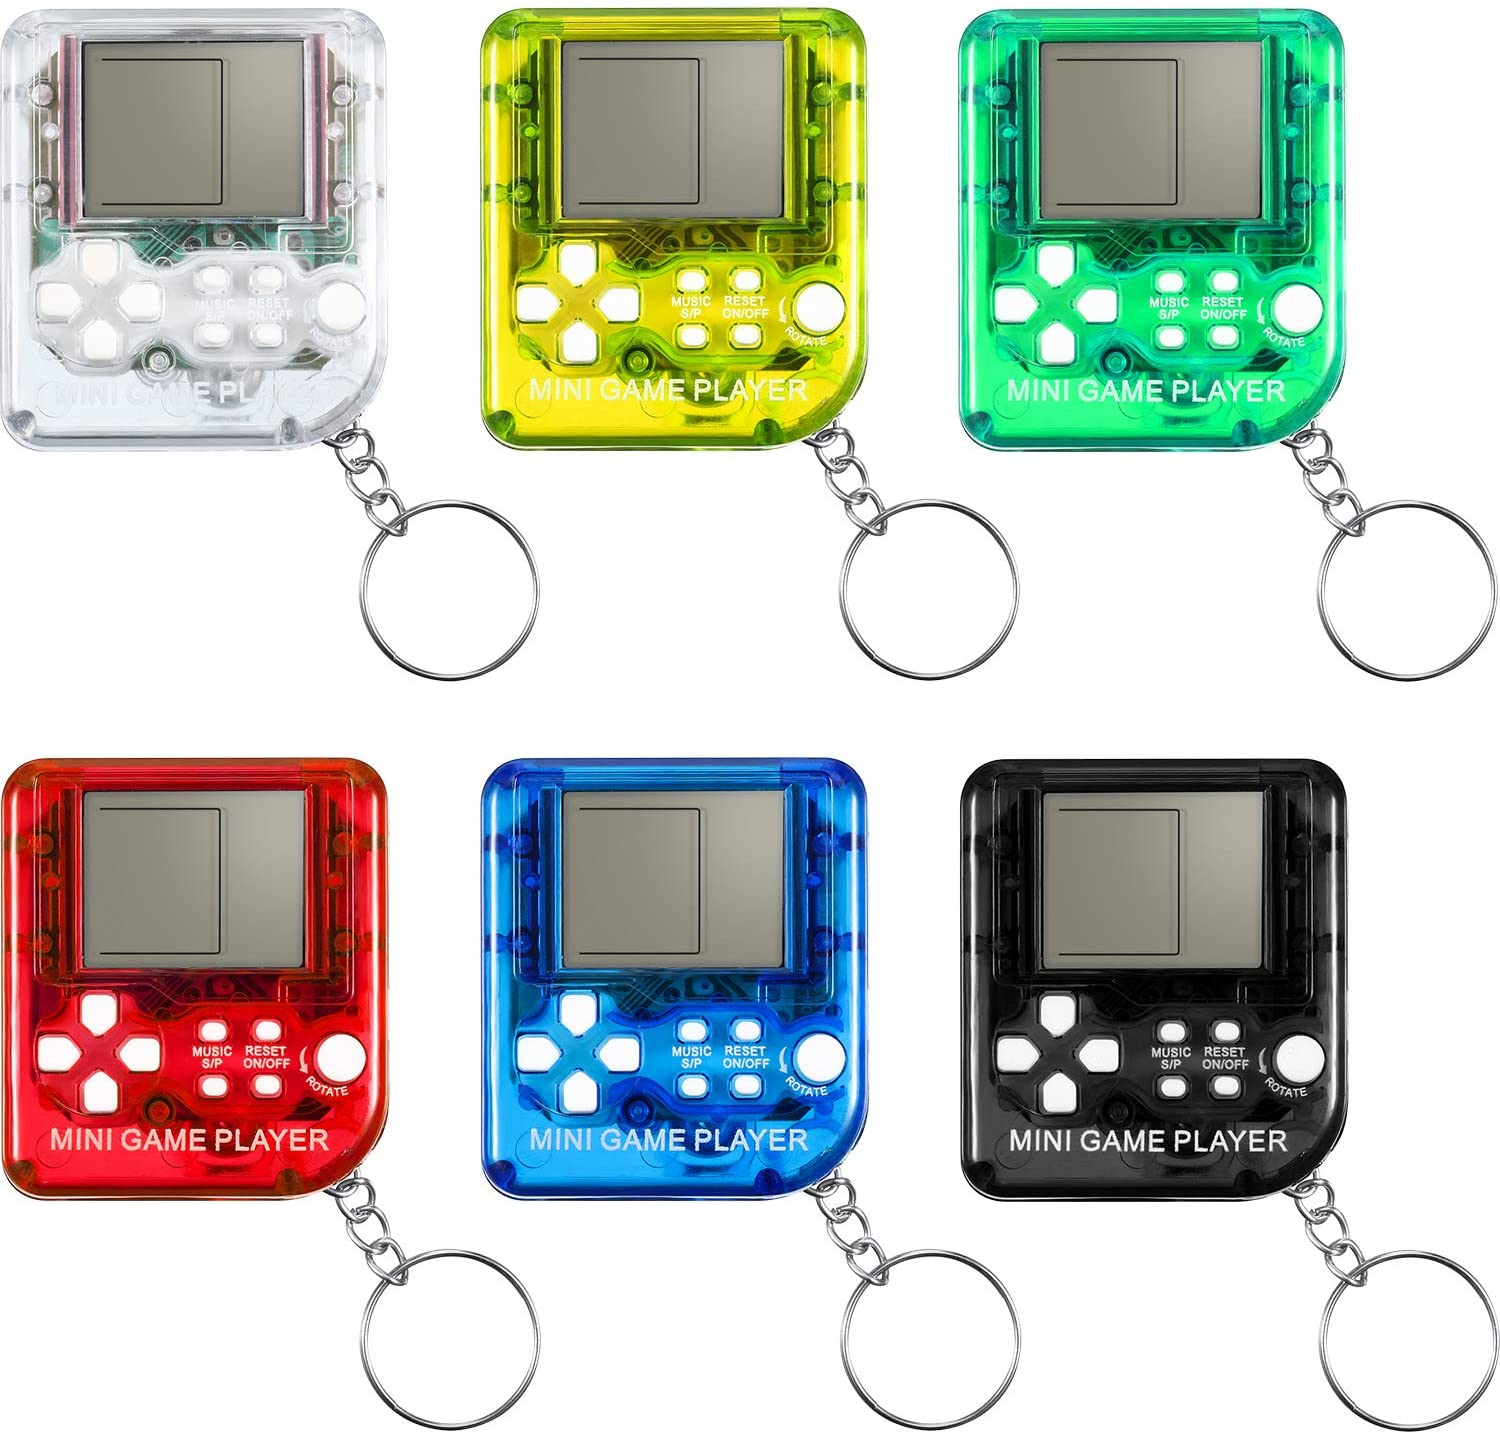 MUSIC RESET
S/P ON/OFF
ROTATE
MINI GAME PLAYER
MUSIC RESET
S/P ON/OFF
ROTATE
MINI GAME PLAYER
MUSIC RESET
S/P ON/OFF
ROTATE
MINI GAME PLAYER
MUSIC RESET
S/P ON/OFF
ROTATE
MINI GAME PLAYER
MUSIC RESET
S/P ON/OFF
ROTATE
MINI GAME PLAYER
MUSIC RESET
S/P ON/OFF
ROTATE
MINI GAME PLAYER